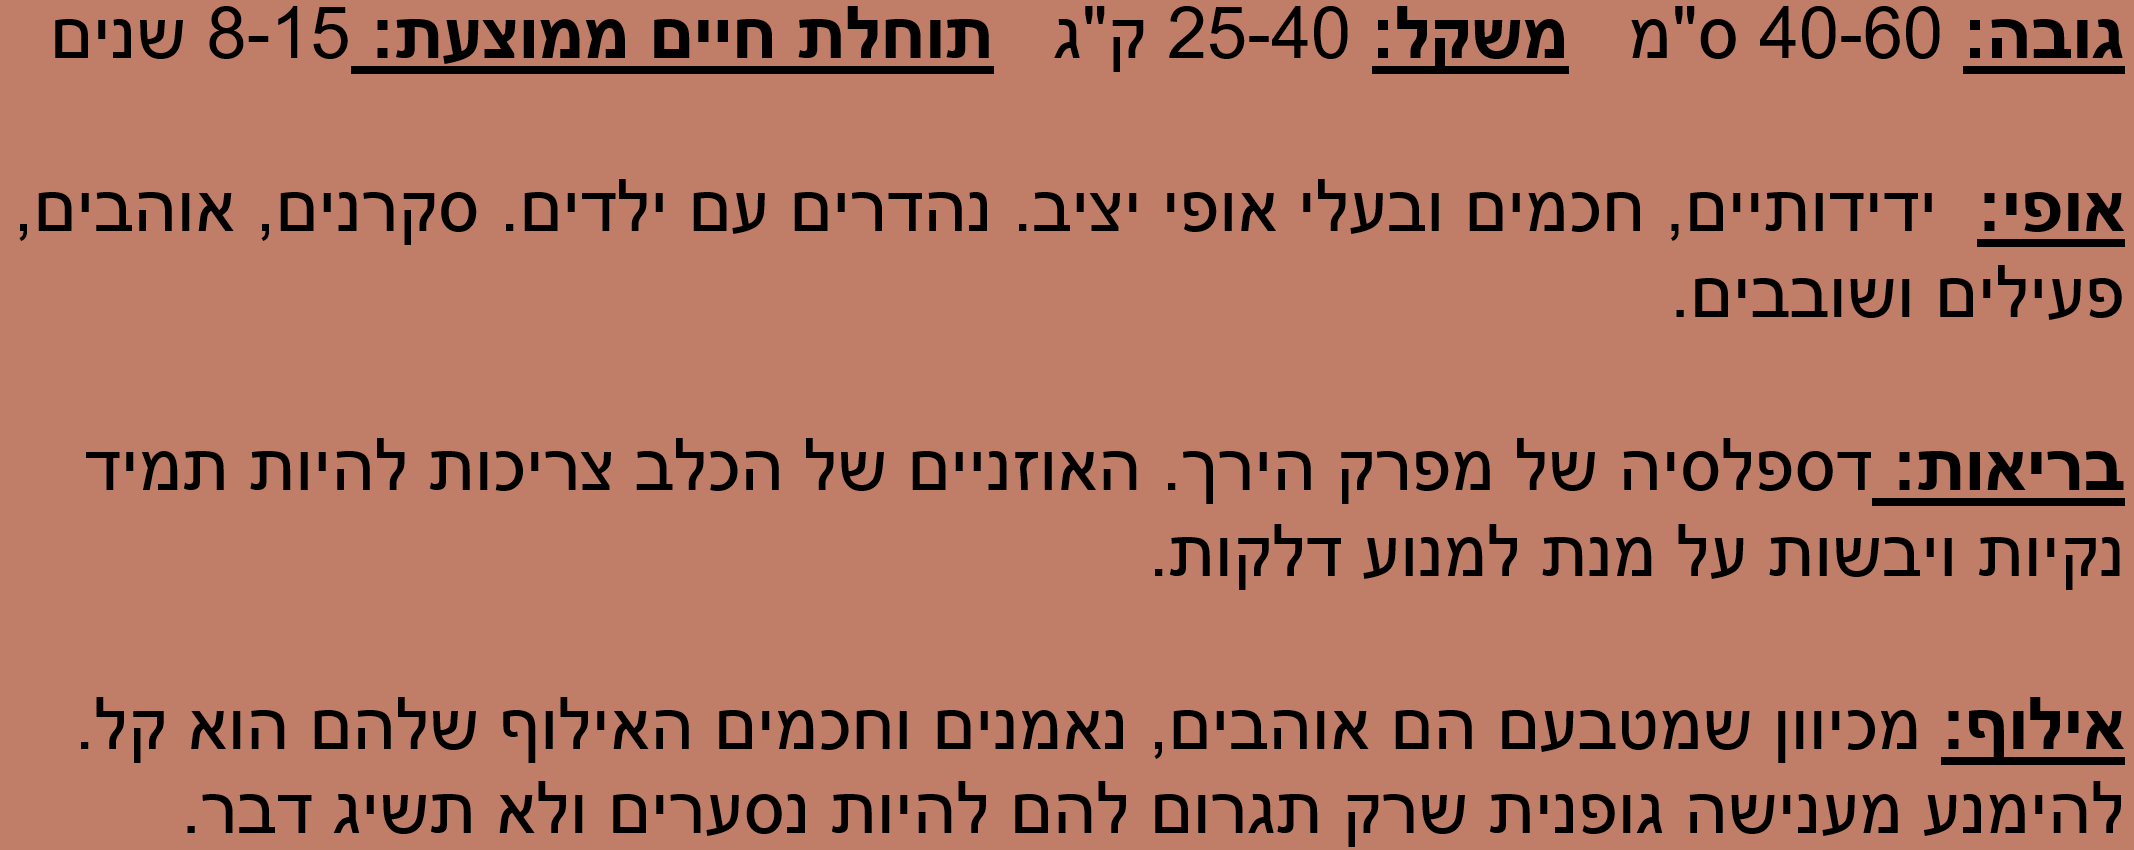 גובה: 40-60 ס"מ   משקל: 25-40 ק"ג   תוחלת חיים ממוצעת: 8-15 שנים
אופי:  ידידותיים, חכמים ובעלי אופי יציב. נהדרים עם ילדים. סקרנים, אוהבים,
פעילים ושובבים.
בריאות: דספלסיה של מפרק הירך. האוזניים של הכלב צריכות להיות תמיד
נקיות ויבשות על מנת למנוע דלקות.
אילוף: מכיוון שמטבעם הם אוהבים, נאמנים וחכמים האילוף שלהם הוא קל.
להימנע מענישה גופנית שרק תגרום להם להיות נסערים ולא תשיג דבר.